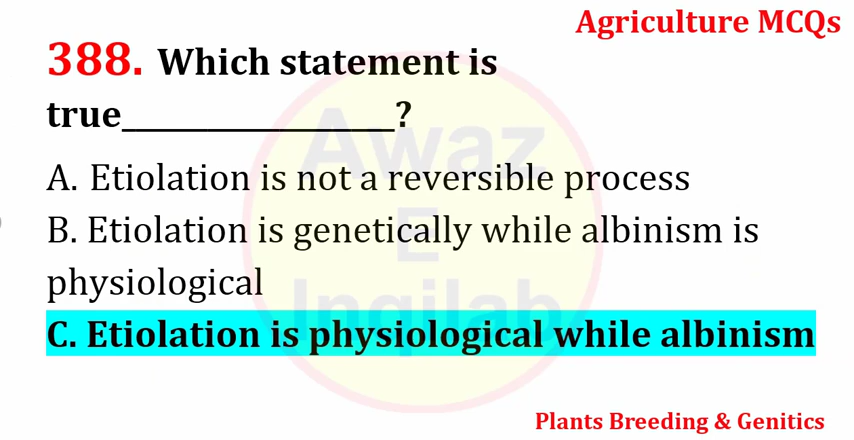 Agriculture MCQs
388. Which statement is
true___________________?
A. Etiolation is not a reversible process
B. Etiolation is genetically while albinism is
physiological
C. Etiolation is physiological while albinism
Awaz
E
Inqilab
Plants Breeding & Genitics